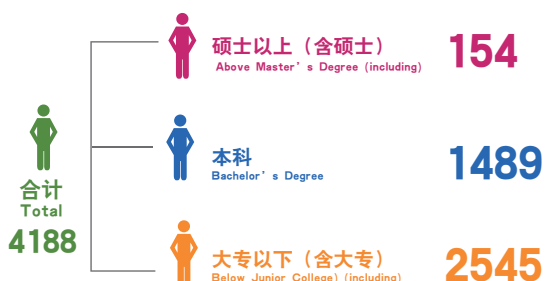 硕士以上（含硕士）
Above Master's Degree (including)
154
本科
Bachelor's Degree
1489
合计
Total
4188
大专以下（含大专）
Below Junior College) (including)
2545